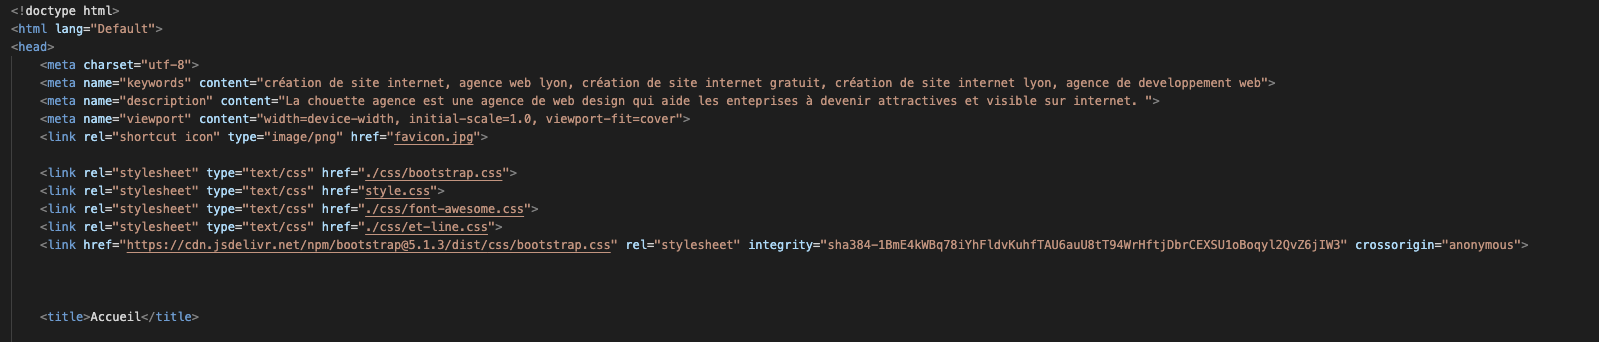 <!doctype html>
<html lang="Default">
<head>
<meta charset="utf-8">
<meta name="keywords" content="création de site internet, agence web lyon, création de site internet gratuit, création de site internet lyon, agence de developpement web">
<meta name="description" content="La chouette agence est une agence de web design qui aide les enteprises à devenir attractives et visible sur internet. ">
<meta name="viewport" content="width=device-width, initial-scale=1.0, viewport-fit=cover">
<link rel="shortcut icon" type="image/png" href="favicon.jpg">
<link rel="stylesheet" type="text/css" href="./css/bootstrap.css">
<link rel="stylesheet" type="text/css" href="style.css">
<link rel="stylesheet" type="text/css" href="./css/font-awesome.css">
<link rel="stylesheet" type="text/css" href="./css/et-line.css">
<link href="https://cdn.jsdelivr.net/npm/bootstrap@5.1.3/dist/css/bootstrap.css" rel="stylesheet" integrity="sha384-1BmE4kWBq78iYhFldvKuhfTAU6auU8tT94WrHftjDbrCEXSU1oBoqyl2QvZ6jIW3" crossorigin="anonymous">
<title>Accueil</title>